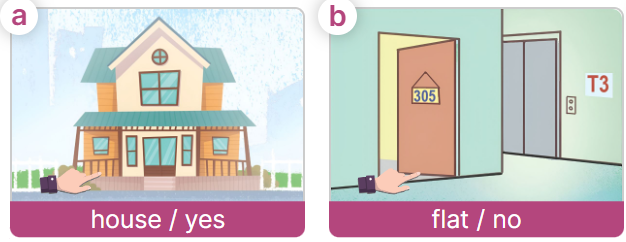 a
b
305
T3
house / yes
flat / no